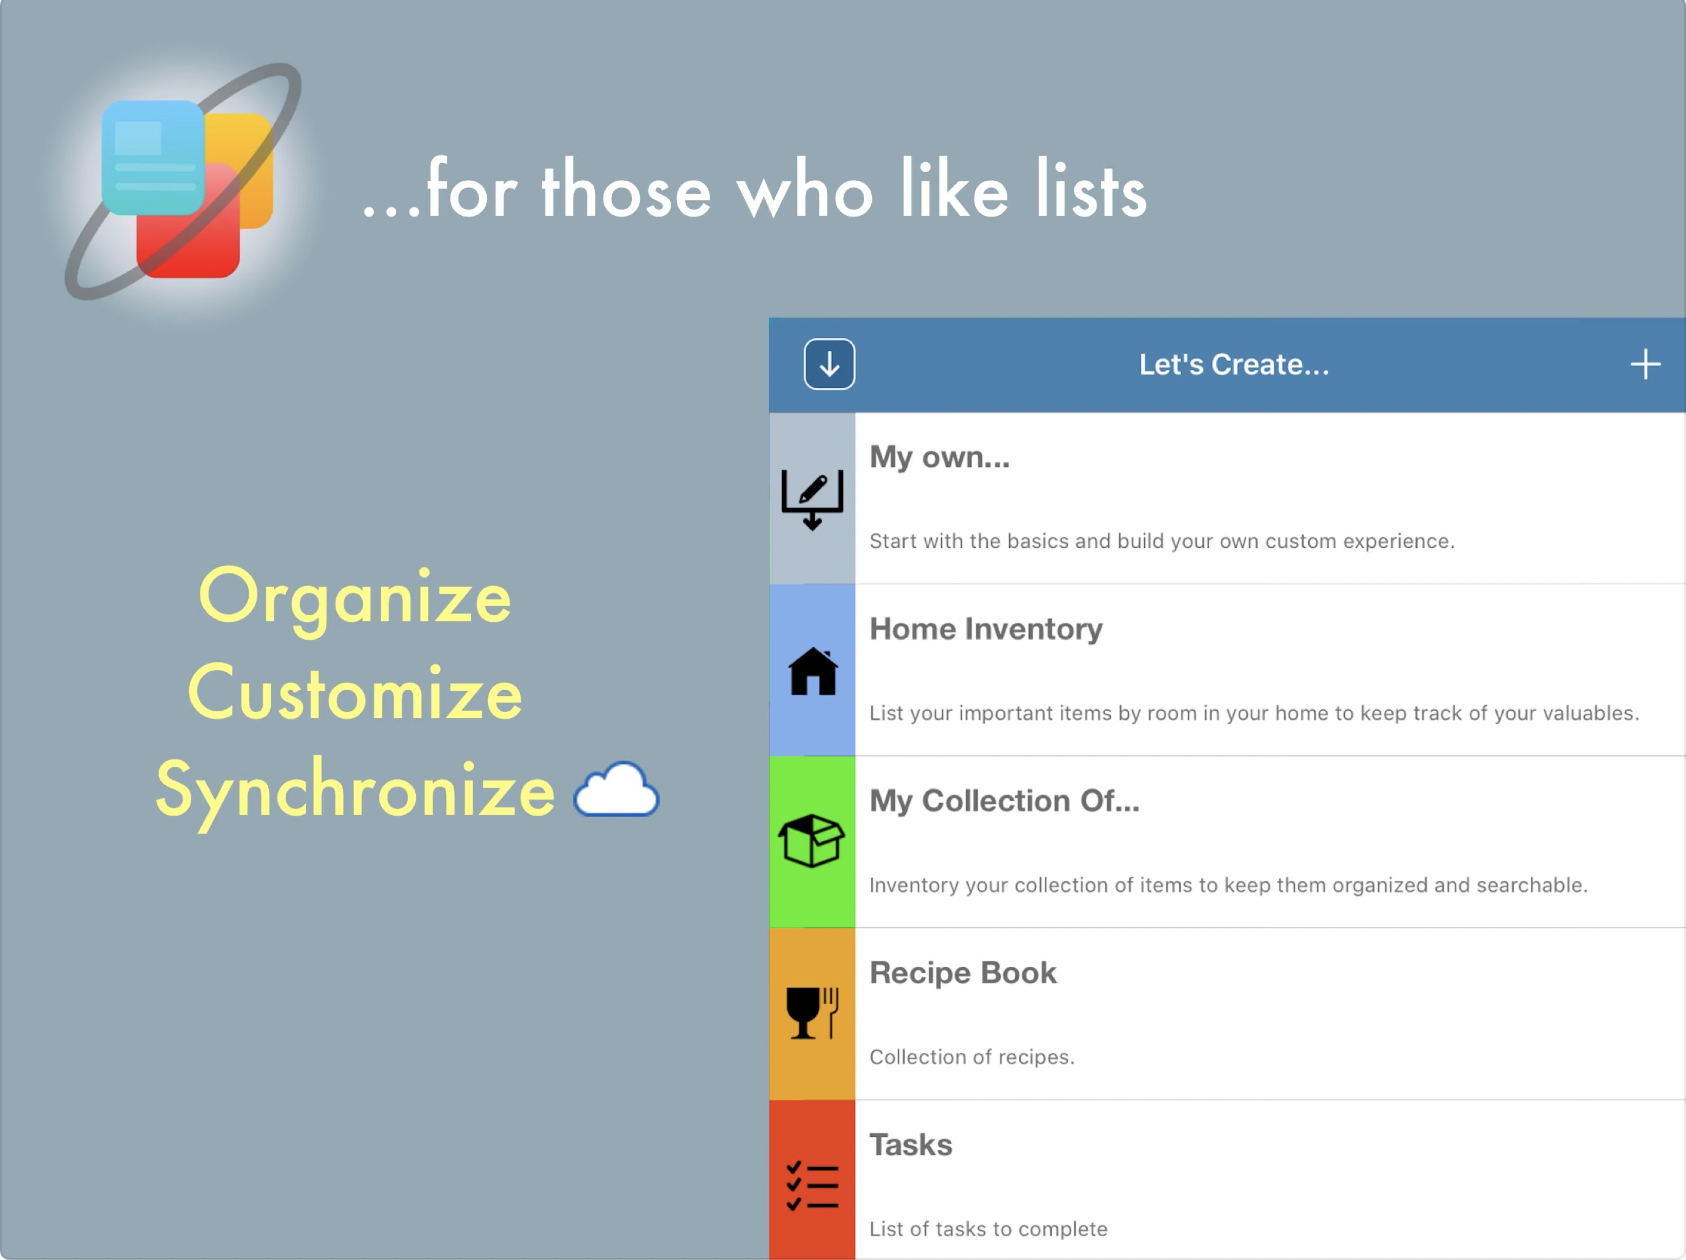 ...for those who like lists
Organize
Customize
Synchronize
Let's Create...
My own...
Start with the basics and build your own custom experience.
Home Inventory
List your important items by room in your home to keep track of your valuables.
My Collection Of...
Inventory your collection of items to keep them organized and searchable.
Recipe Book
Collection of recipes.
Tasks
List of tasks to complete